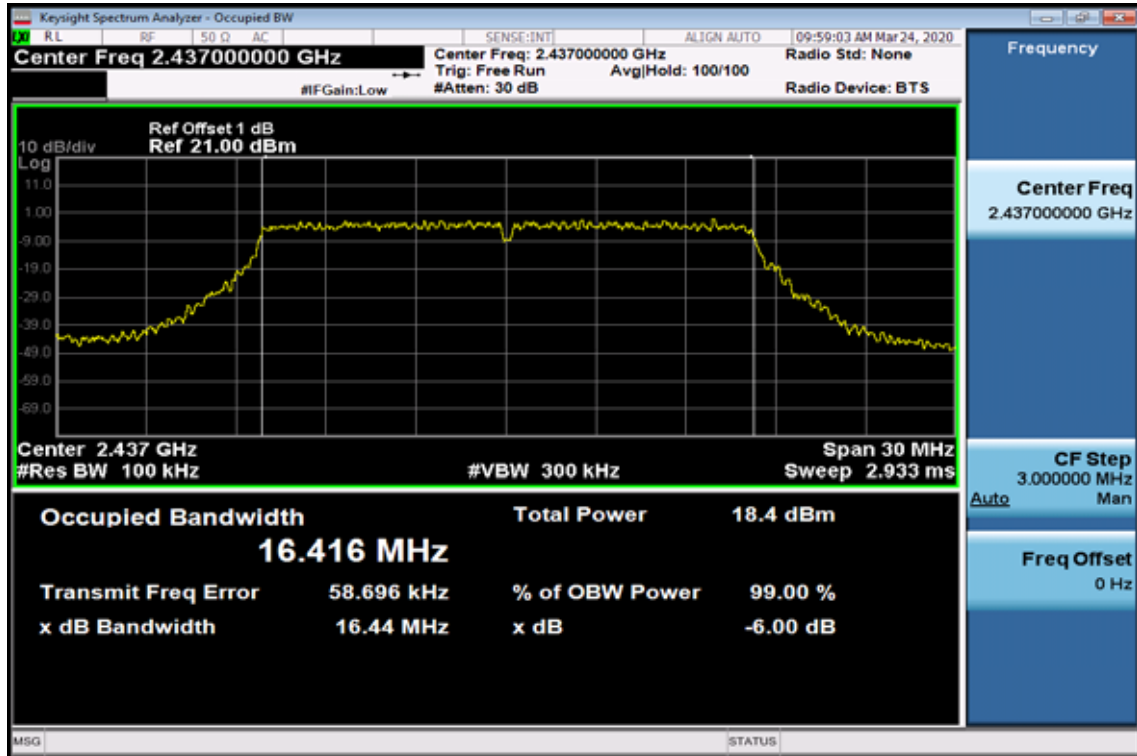 Keysight Spectrum Analyzer - Occupied BW
LXI RL RF 50 Ω AC SENSE:INT ALIGN AUTO 09:59:03 AM Mar 24, 2020
Center Freq 2.437000000 GHz
Center Freq: 2.437000000 GHz Radio Std: None
Trig: Free Run Avg|Hold: 100/100
#IFGain:Low #Atten: 30 dB Radio Device: BTS
Frequency
Ref Offset 1 dB
10 dB/div Ref 21.00 dBm
Log
11.0
1.00
-9.00
-19.0
-29.0
-39.0
-49.0
-59.0
-69.0
Center 2.437 GHz Span 30 MHz
#Res BW 100 kHz #VBW 300 kHz Sweep 2.933 ms
Occupied Bandwidth Total Power 18.4 dBm
16.416 MHz
Transmit Freq Error 58.696 kHz % of OBW Power 99.00 %
x dB Bandwidth 16.44 MHz x dB -6.00 dB
Center Freq
2.437000000 GHz
CF Step
3.000000 MHz
Auto Man
Freq Offset
0 Hz
MSG STATUS